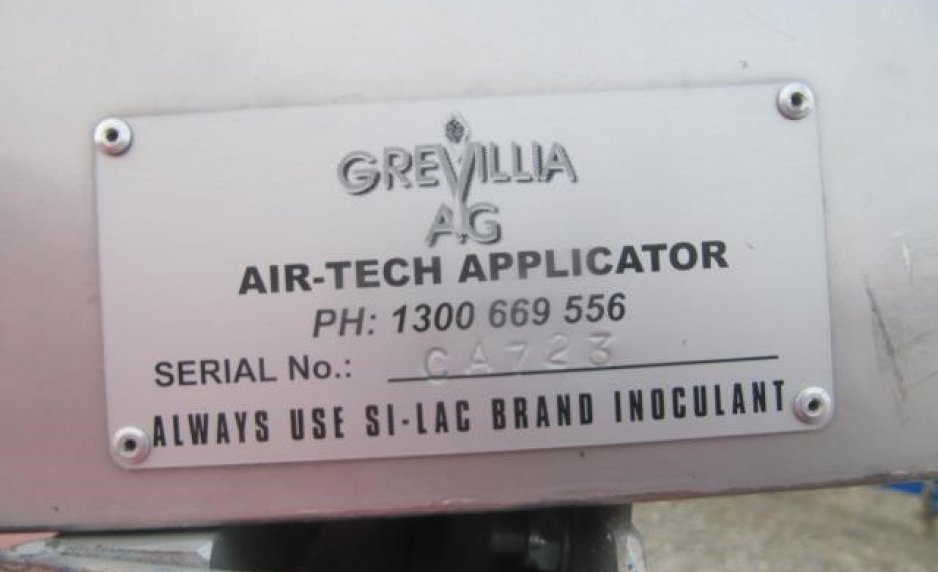 GREVILLIA
AG
AIR-TECH APPLICATOR
PH: 1300 669 556
SERIAL No.: CA723
ALWAYS USE SI-LAC BRAND INOCULANT